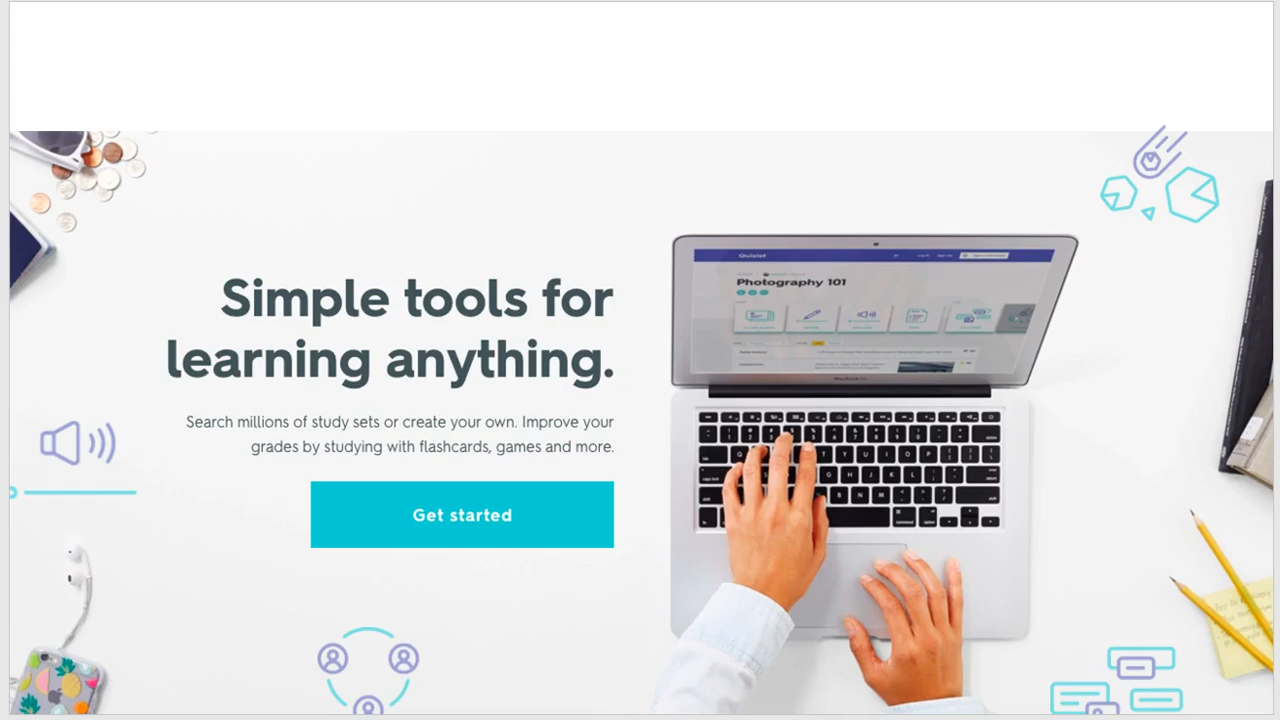 Simple tools for
learning anything.
Search millions of study sets or create your own. Improve your
grades by studying with flashcards, games and more.
Get started
Quizlet
Photography 101